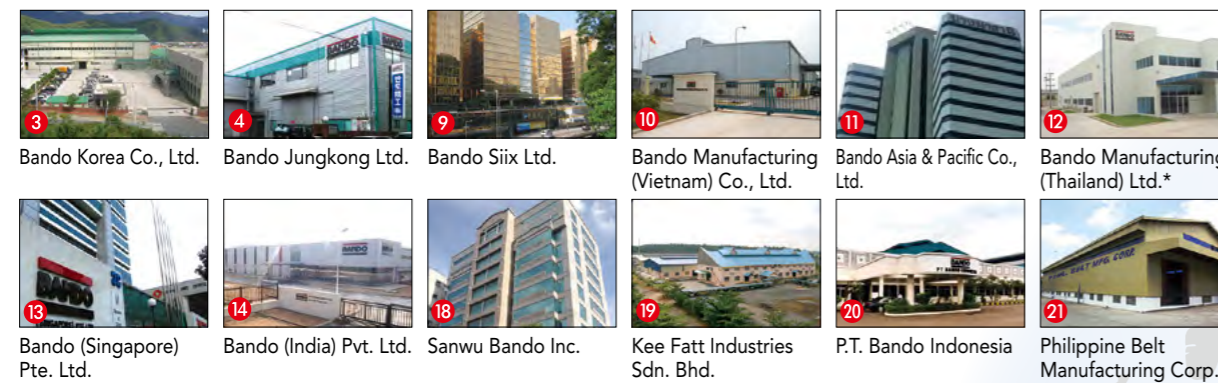 3
4
9
10
11
12
Bando Korea Co., Ltd.
Bando Jungkong Ltd.
Bando Siix Ltd.
Bando Manufacturing
(Vietnam) Co., Ltd.
Bando Asia & Pacific Co.,
Ltd.
Bando Manufacturing
(Thailand) Ltd.*
BANDO
BANDO
13
14
18
19
20
21
Bando (Singapore)
Pte. Ltd.
Bando (India) Pvt. Ltd.
Sanwu Bando Inc.
Kee Fatt Industries
Sdn. Bhd.
P.T. Bando Indonesia
Philippine Belt
Manufacturing Corp.